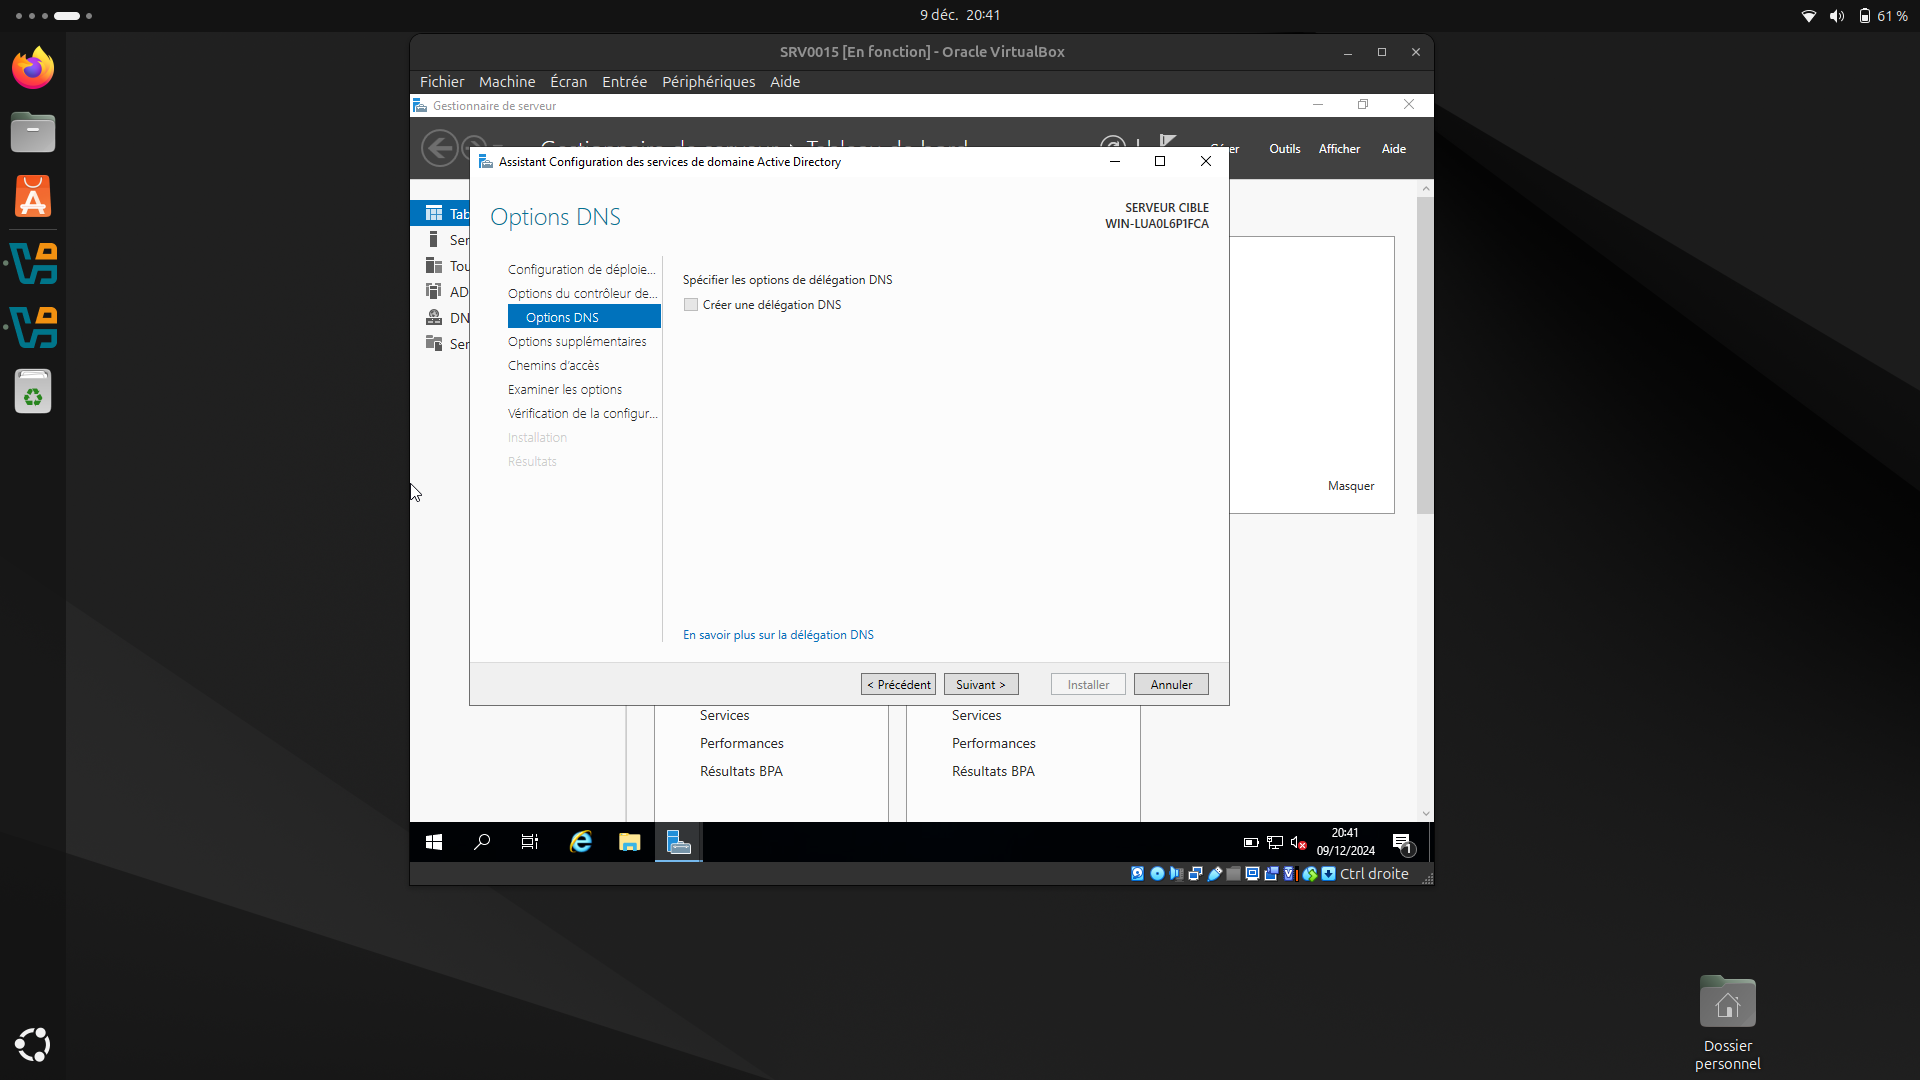 9 déc. 20:41
61 %
SRV0015 [En fonction] - Oracle VirtualBox
Fichier Machine Écran Entrée Périphériques Aide
Gestionnaire de serveur
Outils Afficher Aide
Assistant Configuration des services de domaine Active Directory
Options DNS
SERVEUR CIBLE
WIN-LUA0L6P1FCA
Tab
Ser
Tou
AD
DN
Ser
Configuration de déploie...
Options du contrôleur de...
Options DNS
Options supplémentaires
Chemins d'accès
Examiner les options
Vérification de la configur...
Installation
Résultats
Spécifier les options de délégation DNS
Créer une délégation DNS
Masquer
En savoir plus sur la délégation DNS
< Précédent
Suivant >
Installer
Annuler
Services
Performances
Résultats BPA
Services
Performances
Résultats BPA
20:41
09/12/2024
1
Ctrl droite
Dossier
personnel